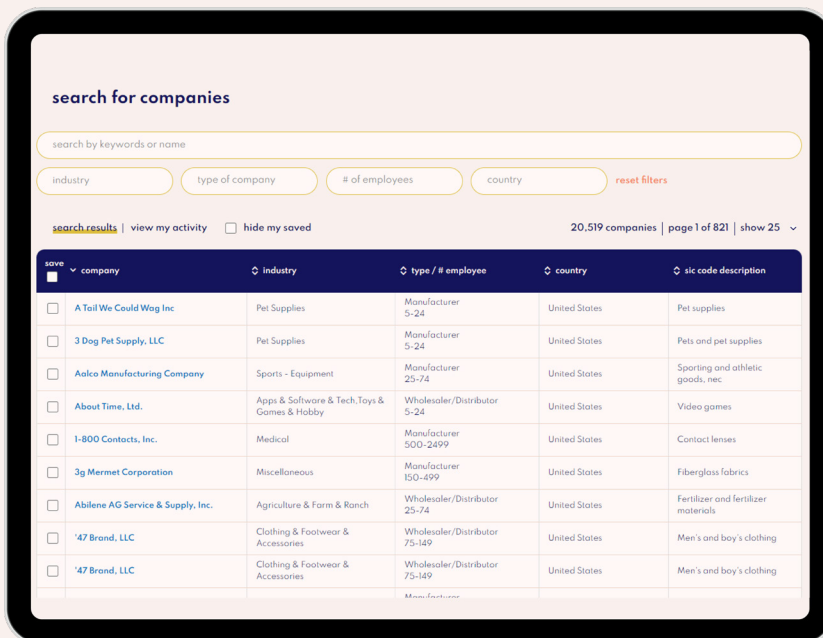 search for companies
search by keywords or name
industry type of company # of employees country reset filters
search results | view my activity hide my saved 20,519 companies | page 1 of 821 | show 25
save
company industry type / # employee country sic code description
A Tail We Could Wag Inc Pet Supplies Manufacturer 5-24 United States Pet supplies
3 Dog Pet Supply, LLC Pet Supplies Manufacturer 5-24 United States Pets and pet supplies
Aalco Manufacturing Company Sports - Equipment Manufacturer 25-74 United States Sporting and athletic goods, nec
About Time, Ltd. Apps & Software & Tech,Toys & Games & Hobby Wholesaler/Distributor 5-24 United States Video games
1-800 Contacts, Inc. Medical Manufacturer 500-2499 United States Contact lenses
3g Mermet Corporation Miscellaneous Manufacturer 150-499 United States Fiberglass fabrics
Abilene AG Service & Supply, Inc. Agriculture & Farm & Ranch Wholesaler/Distributor 25-74 United States Fertilizer and fertilizer materials
'47 Brand, LLC Clothing & Footwear & Accessories Wholesaler/Distributor 75-149 United States Men's and boy's clothing
'47 Brand, LLC Clothing & Footwear & Accessories Wholesaler/Distributor 75-149 United States Men's and boy's clothing
Manufacturer